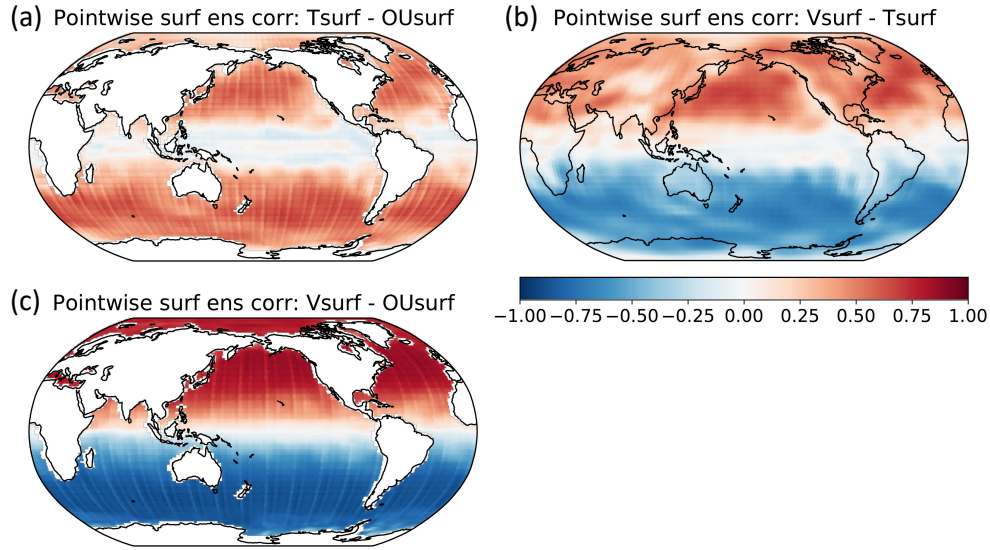 (a) Pointwise surf ens corr: Tsurf - OUsurf
(b) Pointwise surf ens corr: Vsurf - Tsurf
−1.00 −0.75 −0.50 −0.25 0.00 0.25 0.50 0.75 1.00
(c) Pointwise surf ens corr: Vsurf - OUsurf